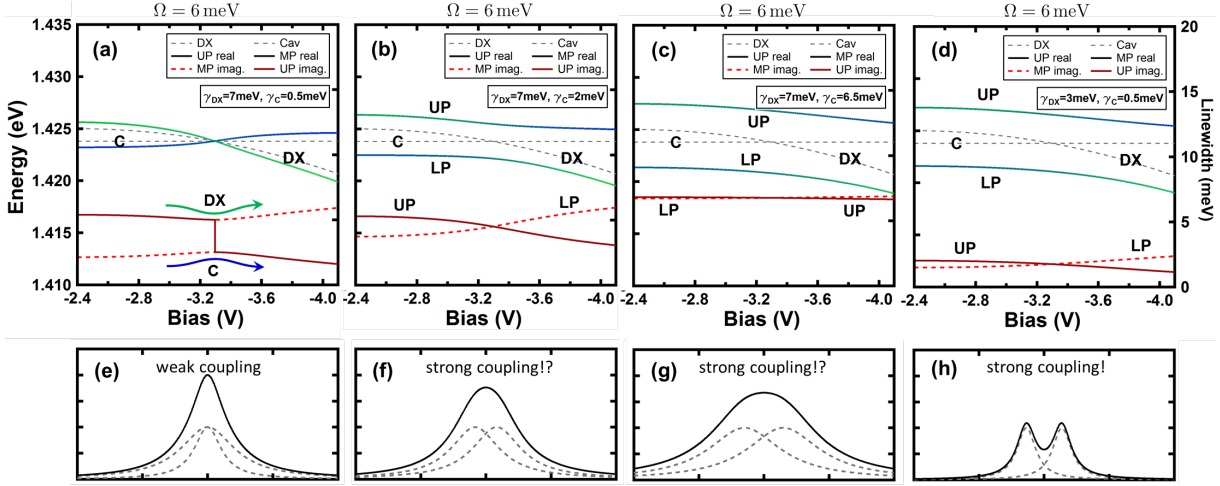 Ω = 6 meV
Ω = 6 meV
Ω = 6 meV
Ω = 6 meV
Energy (eV)
1.435
1.430
1.425
1.420
1.415
1.410
(a)
DX
Cav
UP real
MP real
MP imag.
UP imag.
γDX=7meV, γC=0.5meV
C
DX
DX
C
-2.4
-3.2
-3.6
-4.0
Bias (V)
(b)
DX
Cav
UP real
MP real
MP imag.
UP imag.
γDX=7meV, γC=2meV
UP
C
DX
LP
UP
LP
-2.4
-2.8
-3.2
-3.6
-4.0
Bias (V)
(c)
DX
Cav
UP real
MP real
MP imag.
UP imag.
γDX=7meV, γC=6.5meV
UP
C
DX
LP
LP
UP
-2.4
-2.8
-3.2
-3.6
-4.0
Bias (V)
(d)
DX
Cav
UP real
MP real
MP imag.
UP imag.
γDX=3meV, γC=0.5meV
UP
C
DX
LP
UP
LP
-2.4
-2.8
-3.2
-3.6
-4.0
Bias (V)
20
15
10
5
0
Linewidth (meV)
(e)
weak coupling
(f)
strong coupling!?
(g)
strong coupling!?
(h)
strong coupling!